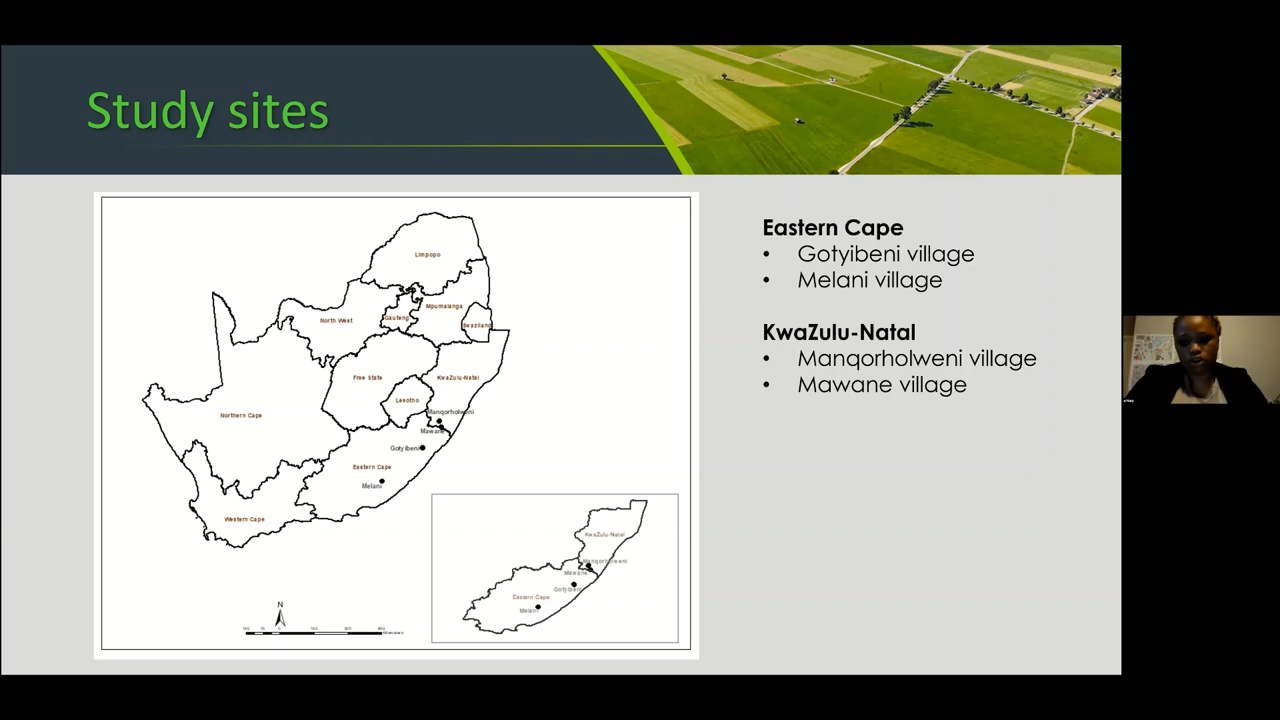 Study sites
Limpopo
Mpumalanga
North West
Gauteng
Swaziland
Free State
KwaZulu-Natal
Lesotho
Northern Cape
Manqorholweni
Mawane
Gotyibeni
Eastern Cape
Melani
Western Cape
N
Kilometers
KwaZulu-Natal
Manqorholweni
Mawane
Gotyibeni
Eastern Cape
Melani
Eastern Cape
• Gotyibeni village
• Melani village
KwaZulu-Natal
• Manqorholweni village
• Mawane village